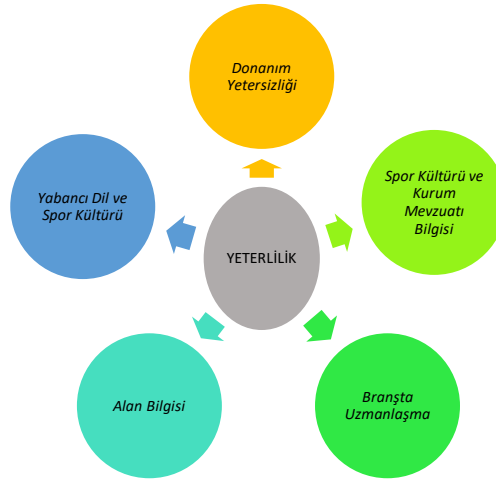 Donanım
Yetersizliği
Yabancı Dil ve
Spor Kültürü
Spor Kültürü ve
Kurum
Mevzuatı
Bilgisi
YETERLİLİK
Alan Bilgisi
Branşta
Uzmanlaşma